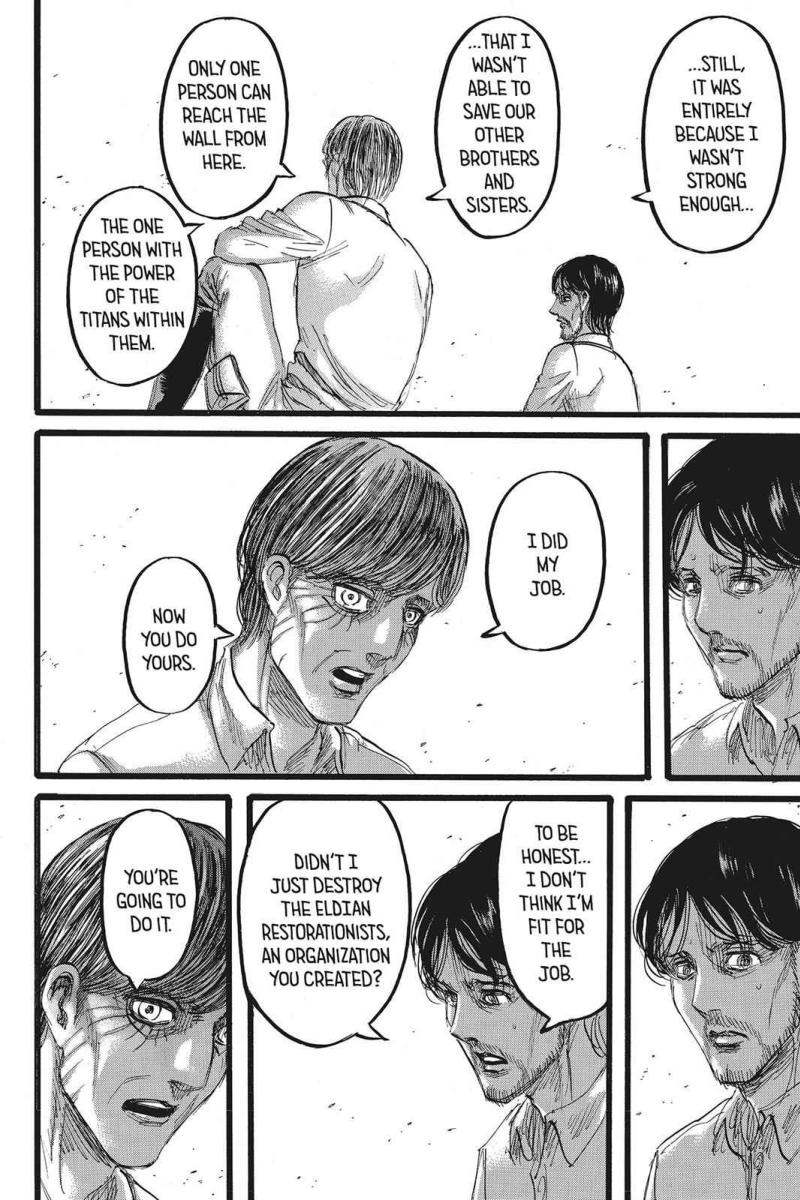 ...STILL,
IT WAS
ENTIRELY
BECAUSE I
WASN'T
STRONG
ENOUGH...
...THAT I
WASN'T
ABLE TO
SAVE OUR
OTHER
BROTHERS
AND
SISTERS.
ONLY ONE
PERSON CAN
REACH THE
WALL FROM
HERE.
THE ONE
PERSON WITH
THE POWER
OF THE
TITANS WITHIN
THEM.
I DID
MY
JOB.
NOW
YOU DO
YOURS.
TO BE
HONEST...
I DON'T
THINK I'M
FIT FOR
THE
JOB.
DIDN'T I
JUST DESTROY
THE ELDIAN
RESTORATIONISTS,
AN ORGANIZATION
YOU CREATED?
YOU'RE
GOING TO
DO IT.